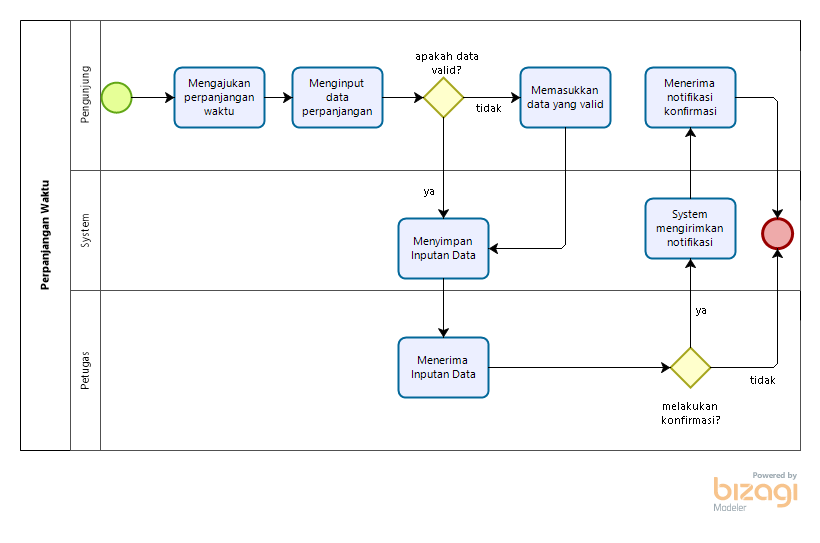 Perpanjangan Waktu
Pengunjung
Mengajukan
perpanjangan
waktu
Menginput
data
perpanjangan
apakah data
valid?
tidak
Memasukkan
data yang valid
Menerima
notifikasi
konfirmasi
ya
System
Menyimpan
Inputan Data
System
mengirimkan
notifikasi
ya
Petugas
Menerima
Inputan Data
tidak
melakukan
konfirmasi?
Powered by
bizagi
Modeler